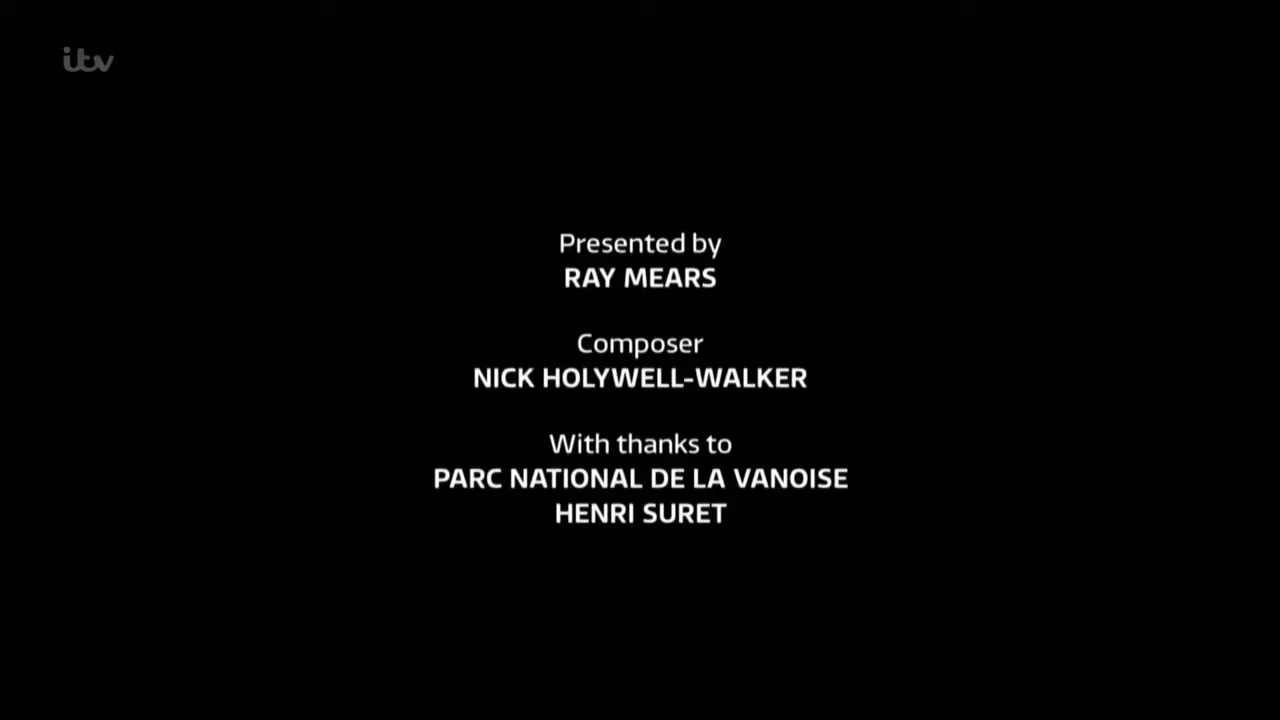 itv
Presented by
RAY MEARS
Composer
NICK HOLYWELL-WALKER
With thanks to
PARC NATIONAL DE LA VANOISE
HENRI SURET